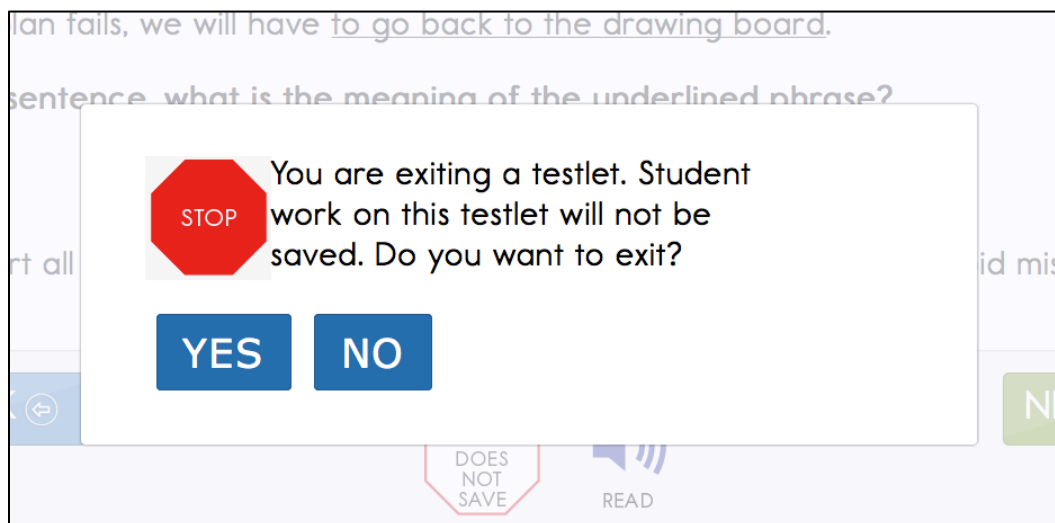 lan fails, we will have to go back to the drawing board.
sentence, what is the meaning of the underlined phrase?
STOP
You are exiting a testlet. Student
work on this testlet will not be
saved. Do you want to exit?
rt all
id mis
YES NO
DOES
NOT
SAVE
READ